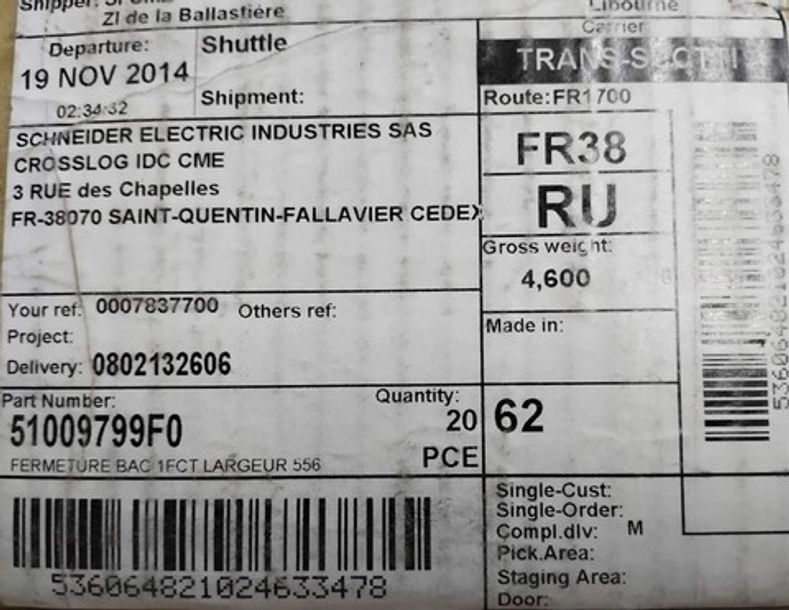 Shipper:
ZI de la Ballastière
Libourne
Departure:
19 NOV 2014
02:34:32
Shuttle
Shipment:
Carrier
TRANS-SCOTTI
Route:FR1700
SCHNEIDER ELECTRIC INDUSTRIES SAS
CROSSLOG IDC CME
3 RUE des Chapelles
FR-38070 SAINT-QUENTIN-FALLAVIER CEDEX
FR38
RU
Gross weight:
4,600
Your ref: 0007837700 Others ref:
Project:
Delivery: 0802132606
Made in:
Part Number:
51009799F0
FERMETURE BAC 1FCT LARGEUR 556
Quantity:
20
PCE
62
536064821024633478
Single-Cust:
Single-Order:
Compl.dlv: M
Pick.Area:
Staging Area:
Door:
536064821024633478